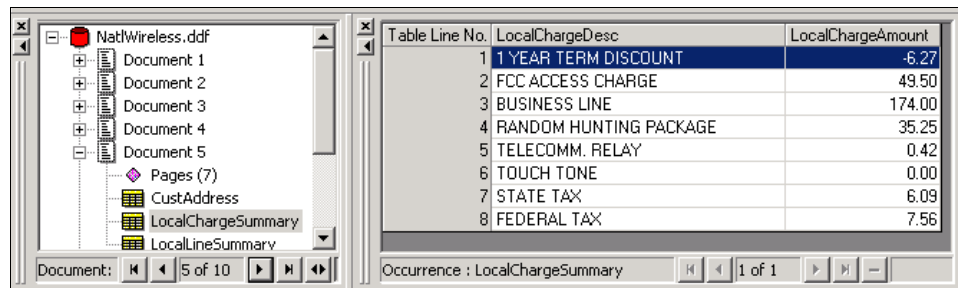 NatlWireless.ddf
Document 1
Document 2
Document 3
Document 4
Document 5
Pages (7)
CustAddress
LocalChargeSummary
LocalLineSummary
Document: 5 of 10
Table Line No. LocalChargeDesc LocalChargeAmount
1 1 YEAR TERM DISCOUNT -6.27
2 FCC ACCESS CHARGE 49.50
3 BUSINESS LINE 174.00
4 RANDOM HUNTING PACKAGE 35.25
5 TELECOMM. RELAY 0.42
6 TOUCH TONE 0.00
7 STATE TAX 6.09
8 FEDERAL TAX 7.56
Occurrence : LocalChargeSummary 1 of 1